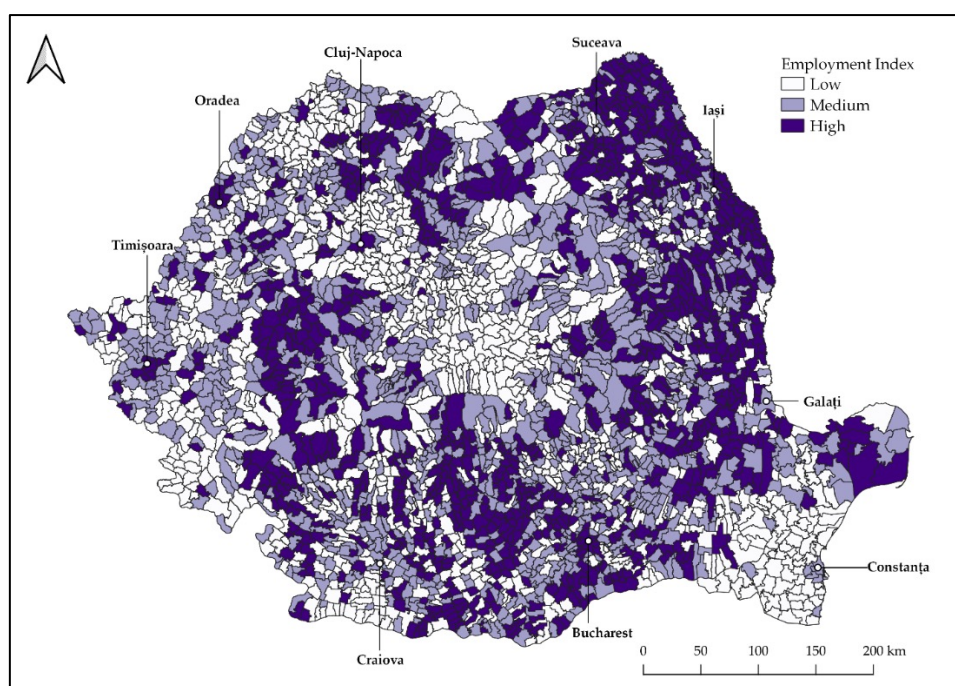 Suceava
Cluj-Napoca
Oradea
Iași
Employment Index
Low
Medium
High
Timișoara
Galați
Constanța
Bucharest
Craiova
0 50 100 150 200 km